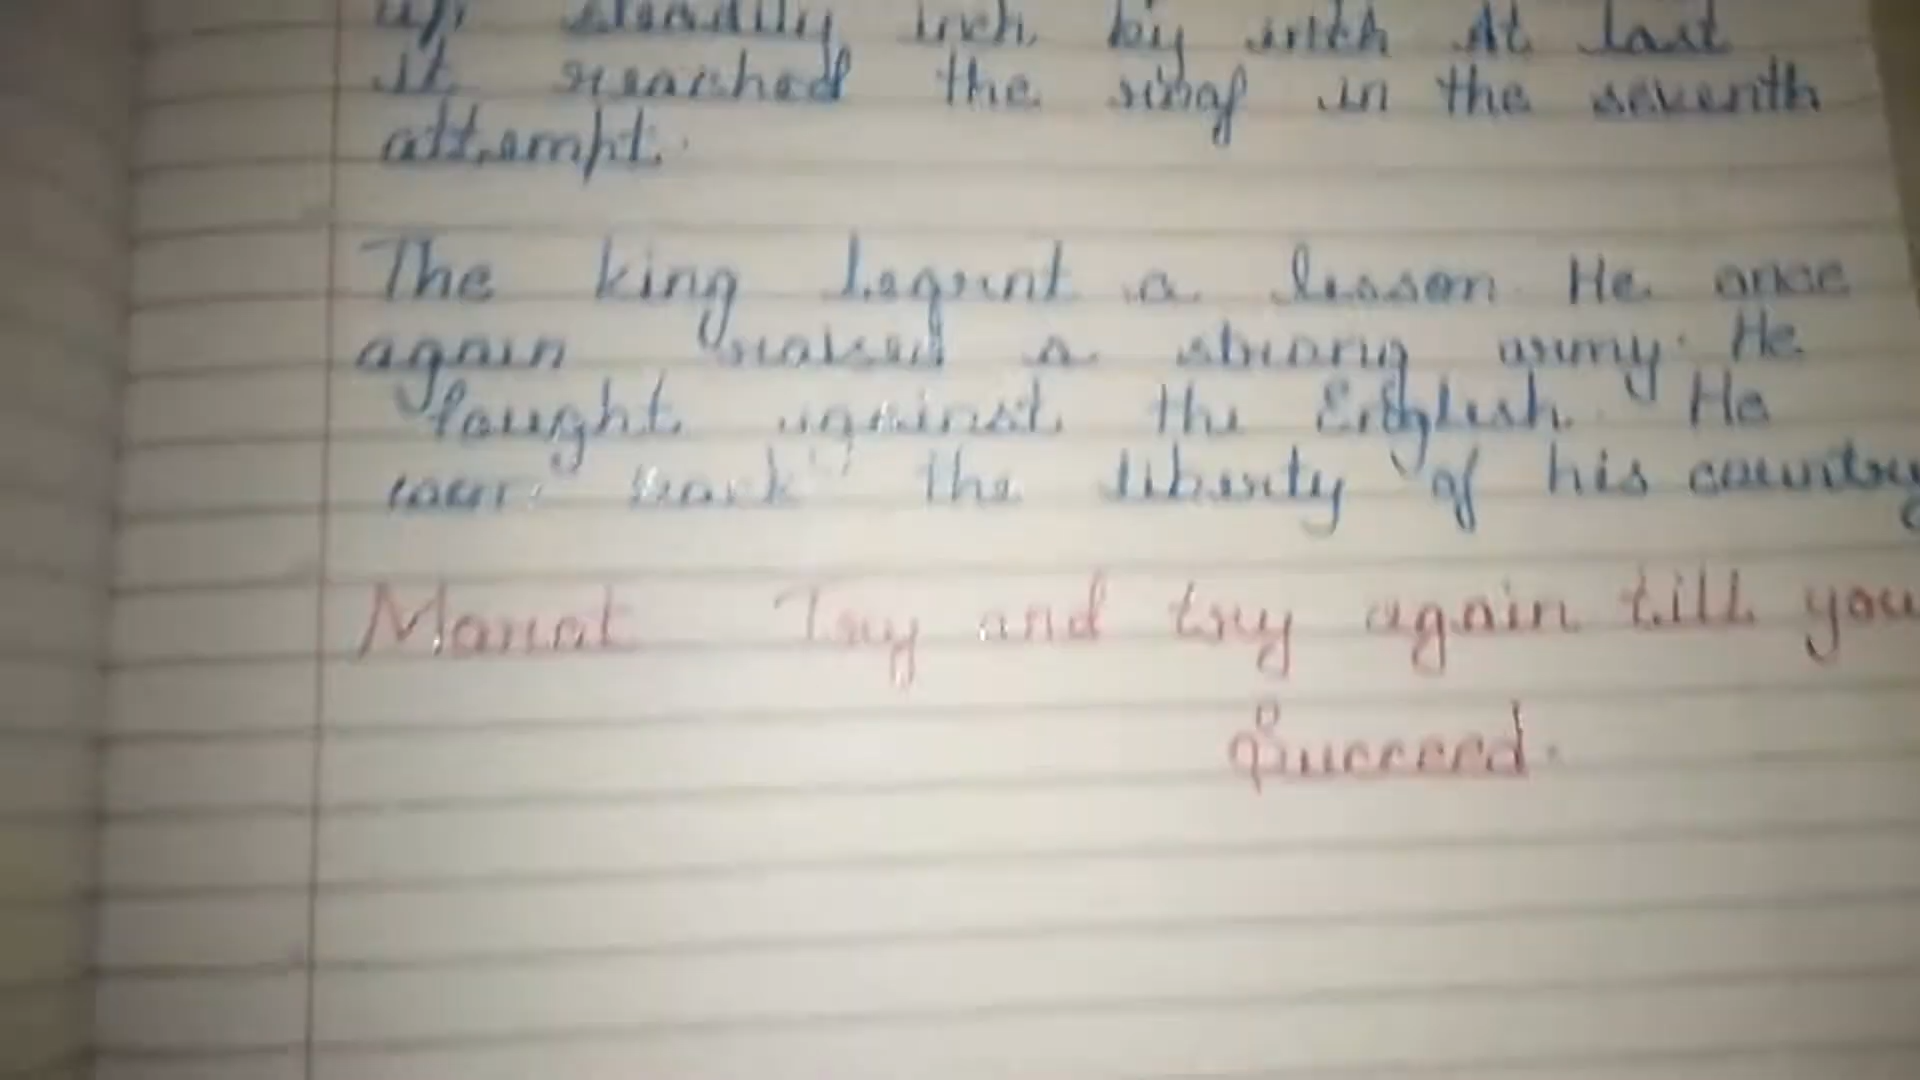 up steadily inch by inch At last
it reached the roof in the seventh
attempt.
The king learnt a lesson. He once
again raised a strong army. He
fought against the English. He
won back the liberty of his country
Moral Try and try again till you
Succeed.